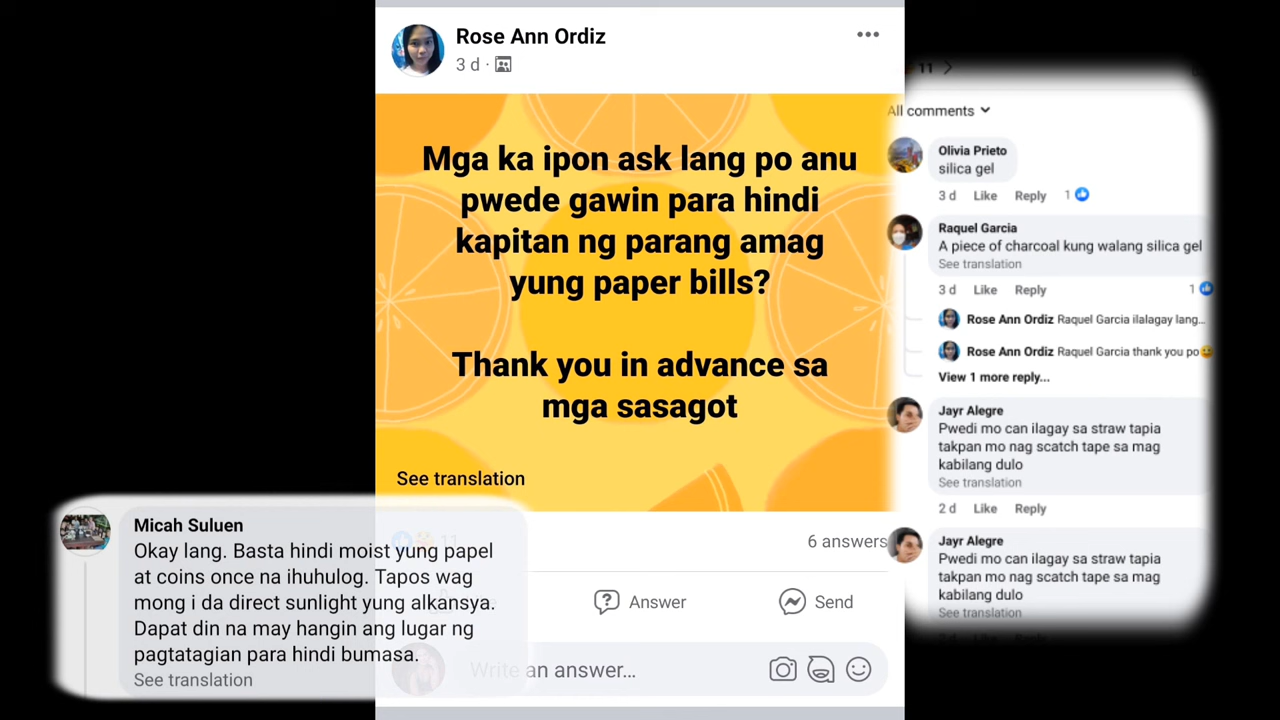 Rose Ann Ordiz
3 d ·
Mga ka ipon ask lang po anu
pwede gawin para hindi
kapitan ng parang amag
yung paper bills?
Thank you in advance sa
mga sasagot
See translation
11
6 answers
Answer
Send
Write an answer...
Micah Suluen
Okay lang. Basta hindi moist yung papel
at coins once na ihuhulog. Tapos wag
mong i da direct sunlight yung alkansya.
Dapat din na may hangin ang lugar ng
pagtatagian para hindi bumasa.
See translation
11
All comments
Olivia Prieto
silica gel
3 d Like Reply 1
Raquel Garcia
A piece of charcoal kung walang silica gel
See translation
3 d Like Reply 1
Rose Ann Ordiz Raquel Garcia ilalagay lang...
Rose Ann Ordiz Raquel Garcia thank you po
View 1 more reply...
Jayr Alegre
Pwedi mo can ilagay sa straw tapia
takpan mo nag scatch tape sa mag
kabilang dulo
See translation
2 d Like Reply
Jayr Alegre
Pwedi mo can ilagay sa straw tapia
takpan mo nag scatch tape sa mag
kabilang dulo
See translation